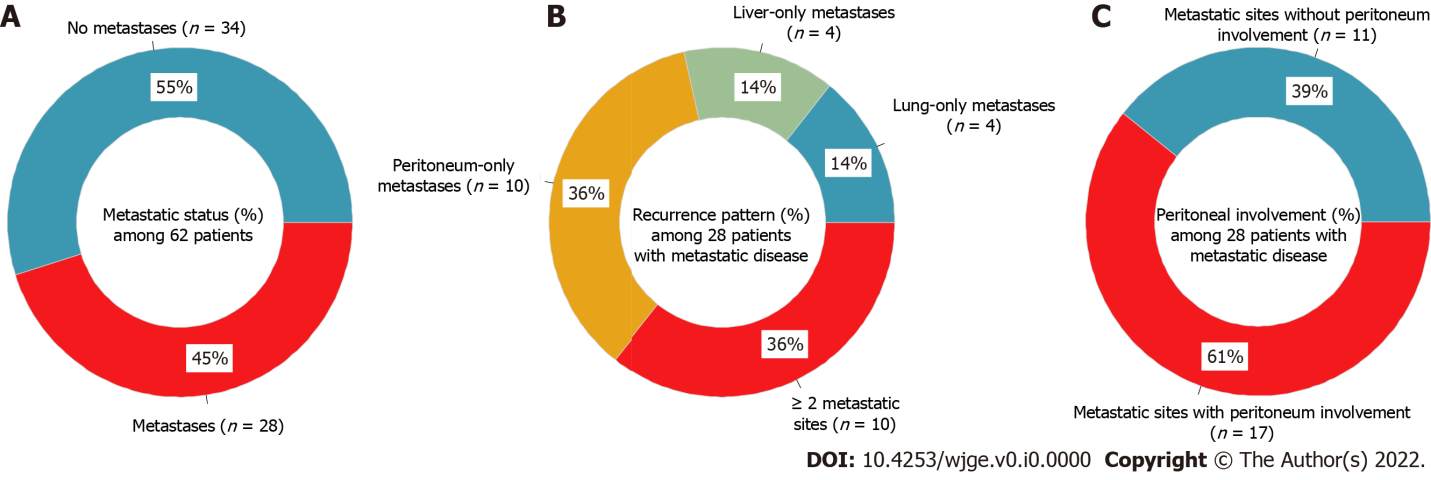 A
No metastases (n = 34)
55%
Metastatic status (%)
among 62 patients
45%
Metastases (n = 28)
B
Liver-only metastases
(n = 4)
14%
Lung-only metastases
(n = 4)
14%
Peritoneum-only
metastases (n = 10)
36%
Recurrence pattern (%)
among 28 patients
with metastatic disease
36%
≥ 2 metastatic
sites (n = 10)
C
Metastatic sites without peritoneum
involvement (n = 11)
39%
Peritoneal involvement (%)
among 28 patients with
metastatic disease
61%
Metastatic sites with peritoneum involvement
(n = 17)
DOI: 10.4253/wjge.v0.i0.0000 Copyright © The Author(s) 2022.